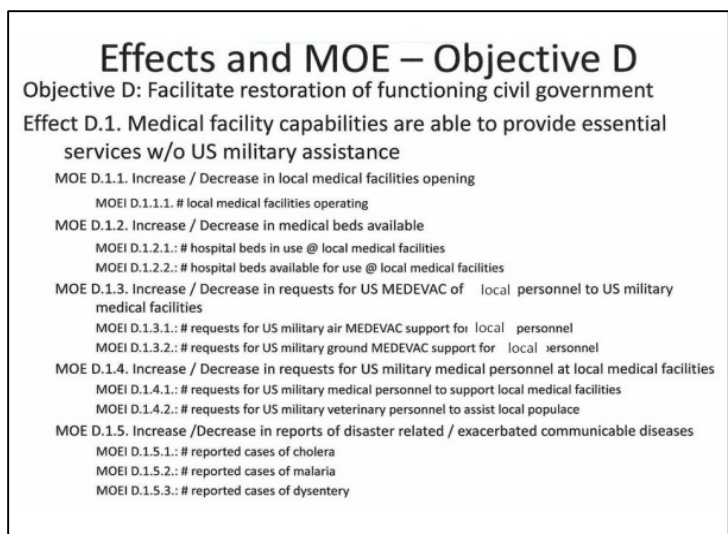 Effects and MOE – Objective D
Objective D: Facilitate restoration of functioning civil government
Effect D.1. Medical facility capabilities are able to provide essential
services w/o US military assistance
MOE D.1.1. Increase / Decrease in local medical facilities opening
MOEI D.1.1.1. # local medical facilities operating
MOE D.1.2. Increase / Decrease in medical beds available
MOEI D.1.2.1.: # hospital beds in use @ local medical facilities
MOEI D.1.2.2.: # hospital beds available for use @ local medical facilities
MOE D.1.3. Increase / Decrease in requests for US MEDEVAC of local personnel to US military
medical facilities
MOEI D.1.3.1.: # requests for US military air MEDEVAC support for local personnel
MOEI D.1.3.2.: # requests for US military ground MEDEVAC support for local personnel
MOE D.1.4. Increase / Decrease in requests for US military medical personnel at local medical facilities
MOEI D.1.4.1.: # requests for US military medical personnel to support local medical facilities
MOEI D.1.4.2.: # requests for US military veterinary personnel to assist local populace
MOE D.1.5. Increase /Decrease in reports of disaster related / exacerbated communicable diseases
MOEI D.1.5.1.: # reported cases of cholera
MOEI D.1.5.2.: # reported cases of malaria
MOEI D.1.5.3.: # reported cases of dysentery